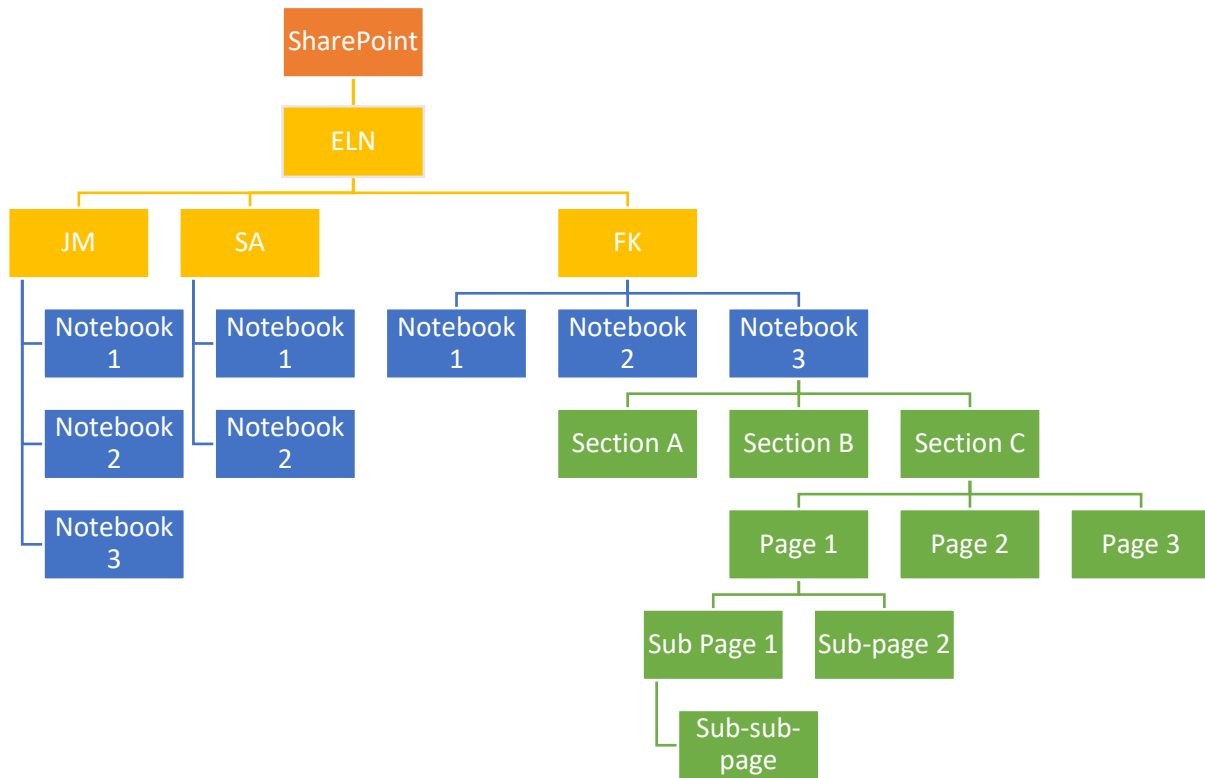 SharePoint
ELN
JM
SA
FK
Notebook
1
Notebook
1
Notebook
1
Notebook
2
Notebook
3
Notebook
2
Notebook
2
Section A
Section B
Section C
Notebook
3
Page 1
Page 2
Page 3
Sub Page 1
Sub-page 2
Sub-sub-
page